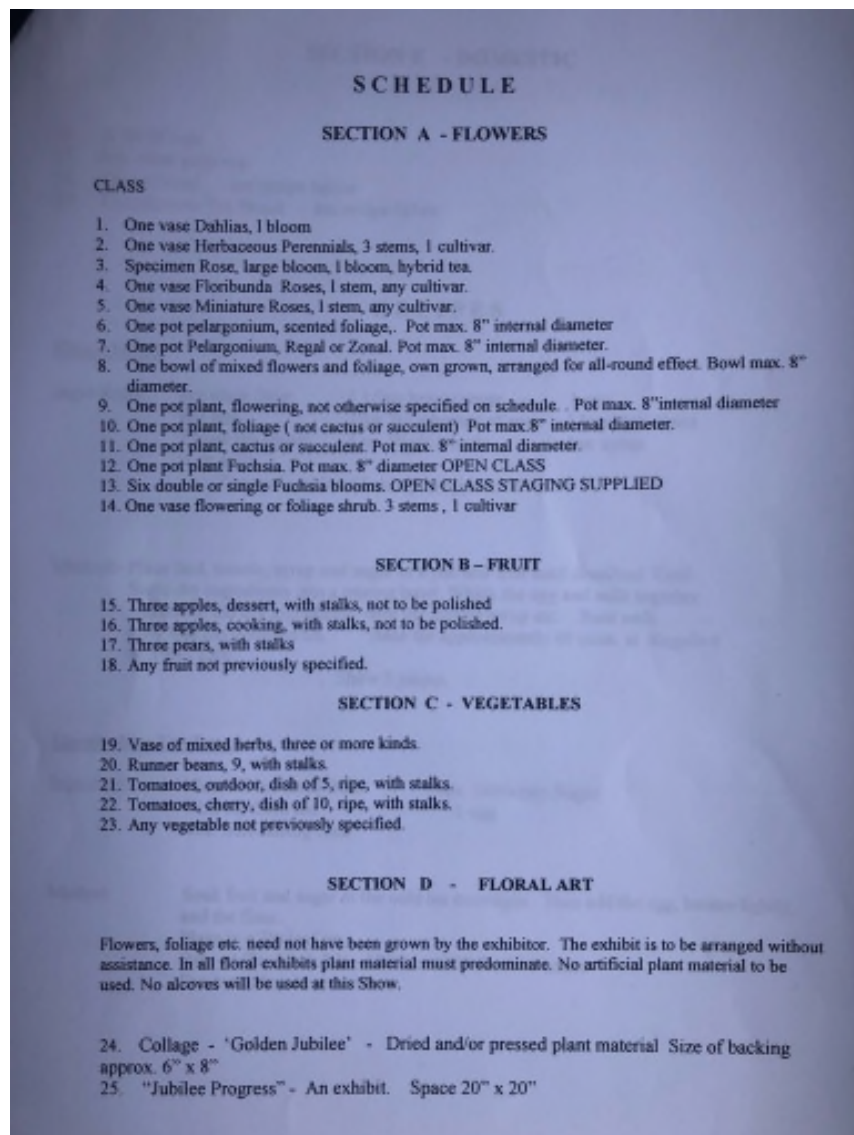 SCHEDULE
SECTION A - FLOWERS
CLASS
1. One vase Dahlias, 1 bloom
2. One vase Herbaceous Perennials, 3 stems, 1 cultivar.
3. Specimen Rose, large bloom, 1 bloom, hybrid tea.
4. One vase Floribunda Roses, 1 stem, any cultivar.
5. One vase Miniature Roses, 1 stem, any cultivar.
6. One pot pelargonium, scented foliage,. Pot max. 8" internal diameter
7. One pot Pelargonium, Regal or Zonal. Pot max. 8" internal diameter.
8. One bowl of mixed flowers and foliage, own grown, arranged for all-round effect. Bowl max. 8"
diameter.
9. One pot plant, flowering, not otherwise specified on schedule. . Pot max. 8"internal diameter
10. One pot plant, foliage ( not cactus or succulent) Pot max.8" internal diameter.
11. One pot plant, cactus or succulent. Pot max. 8" internal diameter.
12. One pot plant Fuchsia. Pot max. 8" diameter OPEN CLASS
13. Six double or single Fuchsia blooms. OPEN CLASS STAGING SUPPLIED
14. One vase flowering or foliage shrub. 3 stems , 1 cultivar
SECTION B – FRUIT
15. Three apples, dessert, with stalks, not to be polished
16. Three apples, cooking, with stalks, not to be polished.
17. Three pears, with stalks
18. Any fruit not previously specified.
SECTION C - VEGETABLES
19. Vase of mixed herbs, three or more kinds.
20. Runner beans, 9, with stalks.
21. Tomatoes, outdoor, dish of 5, ripe, with stalks.
22. Tomatoes, cherry, dish of 10, ripe, with stalks.
23. Any vegetable not previously specified.
SECTION D - FLORAL ART
Flowers, foliage etc. need not have been grown by the exhibitor. The exhibit is to be arranged without
assistance. In all floral exhibits plant material must predominate. No artificial plant material to be
used. No alcoves will be used at this Show.
24. Collage - 'Golden Jubilee' - Dried and/or pressed plant material Size of backing
approx. 6" x 8"
25. "Jubilee Progress" - An exhibit. Space 20" x 20"